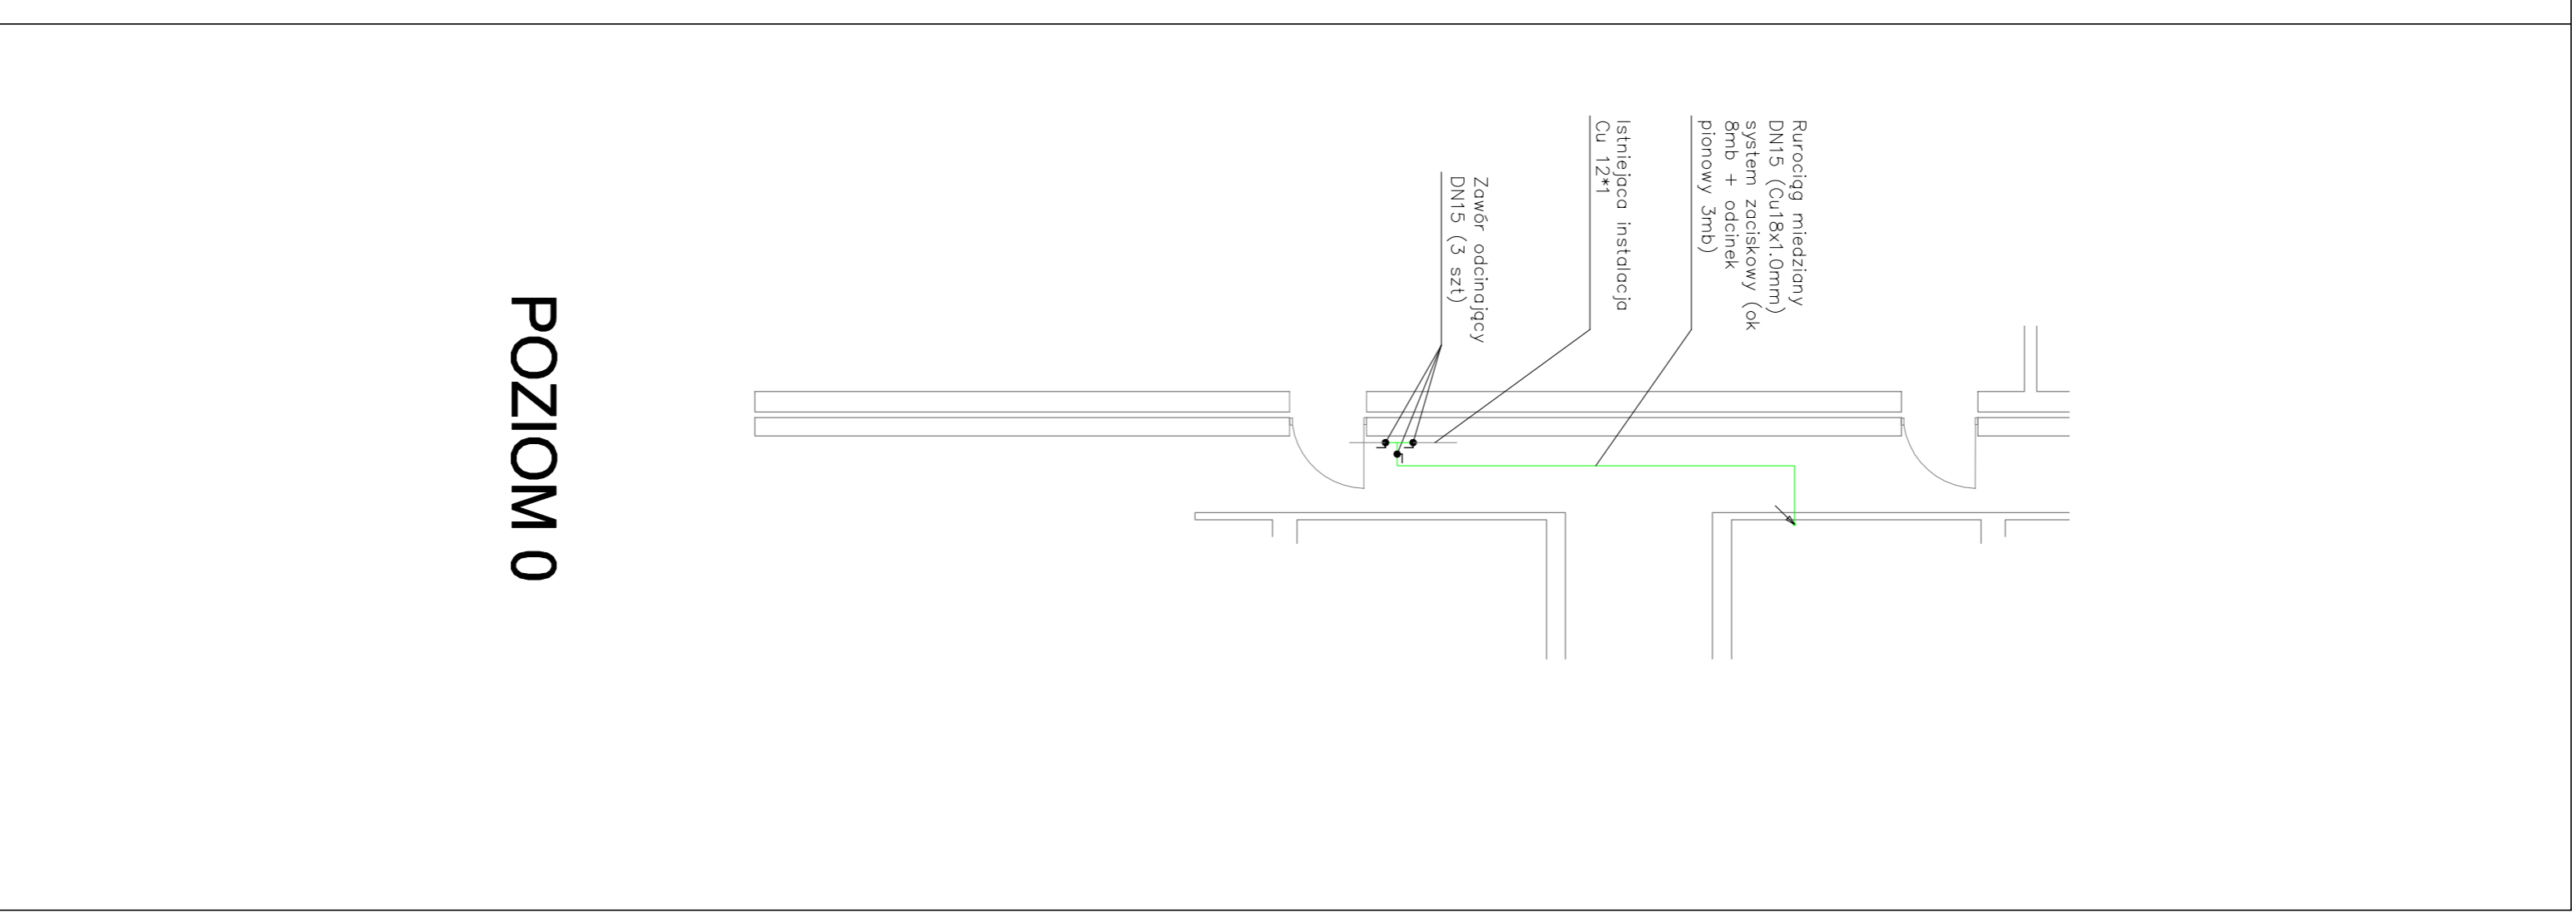 Rurociąg miedziany
DN15 (Cu18x1.0mm)
system zaciskowy (ok
8mb + odcinek
pionowy 3mb)
Istniejaca instalacja
Cu 12*1
Zawór odcinający
DN15 (3 szt)
POZIOM 0